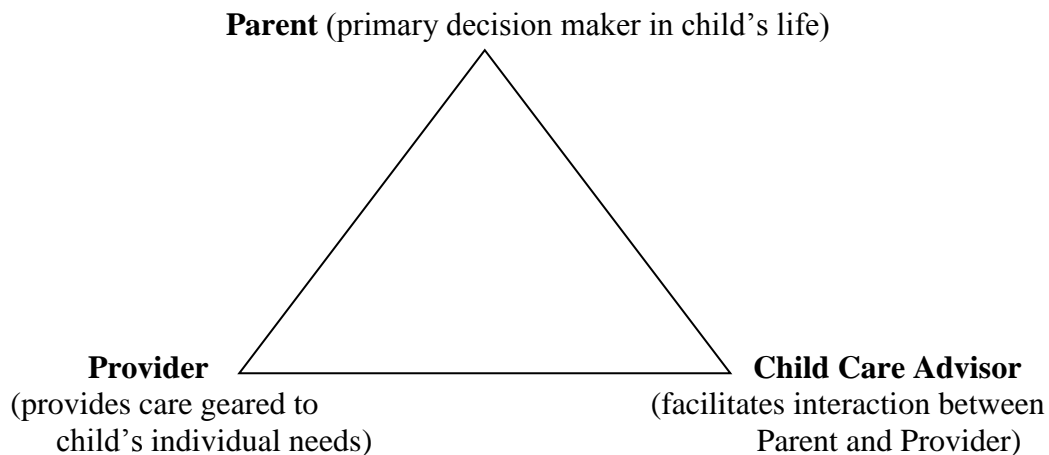 Parent (primary decision maker in child’s life)
Provider
(provides care geared to
child’s individual needs)
Child Care Advisor
(facilitates interaction between
Parent and Provider)